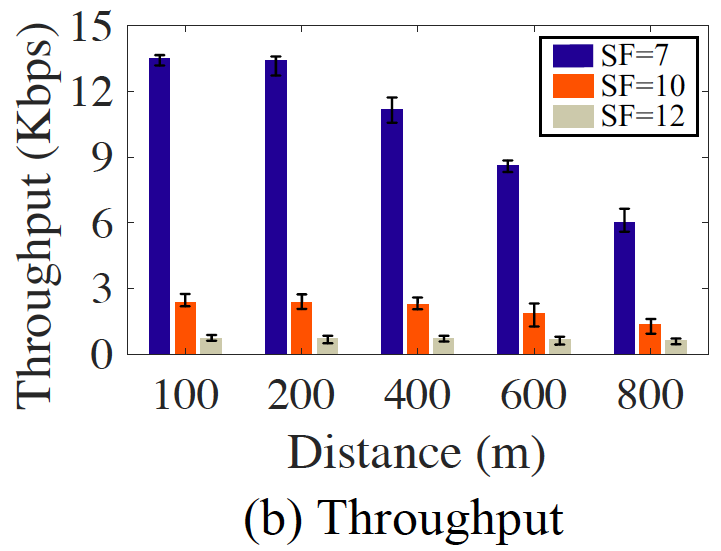 Throughput (Kbps)
15
12
9
6
3
0
SF=7
SF=10
SF=12
100 200 400 600 800
Distance (m)
(b) Throughput